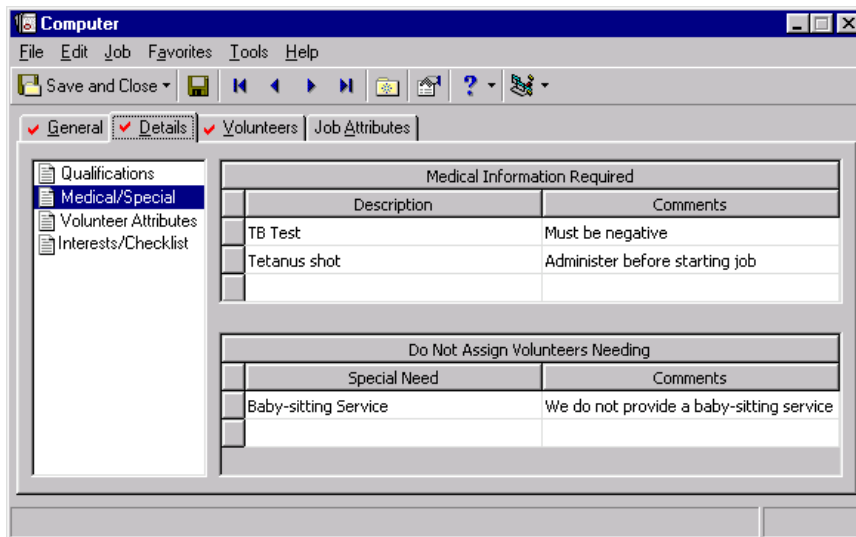 Computer
File Edit Job Favorites Tools Help
Save and Close ?
General Details Volunteers Job Attributes
Qualifications
Medical/Special
Volunteer Attributes
Interests/Checklist
Medical Information Required
Description Comments
TB Test Must be negative
Tetanus shot Administer before starting job
Do Not Assign Volunteers Needing
Special Need Comments
Baby-sitting Service We do not provide a baby-sitting service